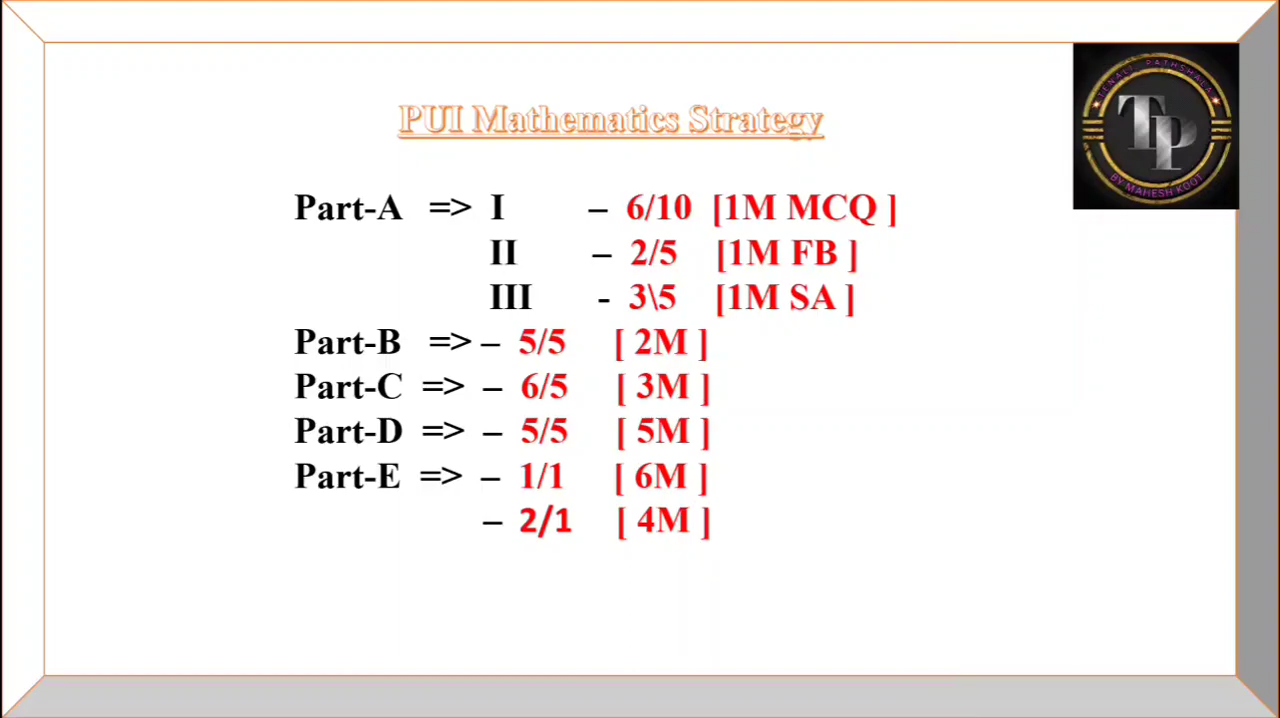 PUI Mathematics Strategy
TENALI PATHSHALA
TP
BY MAHESH KOOT
Part-A => I – 6/10 [1M MCQ ]
II – 2/5 [1M FB ]
III - 3\5 [1M SA ]
Part-B => – 5/5 [ 2M ]
Part-C => – 6/5 [ 3M ]
Part-D => – 5/5 [ 5M ]
Part-E => – 1/1 [ 6M ]
– 2/1 [ 4M ]